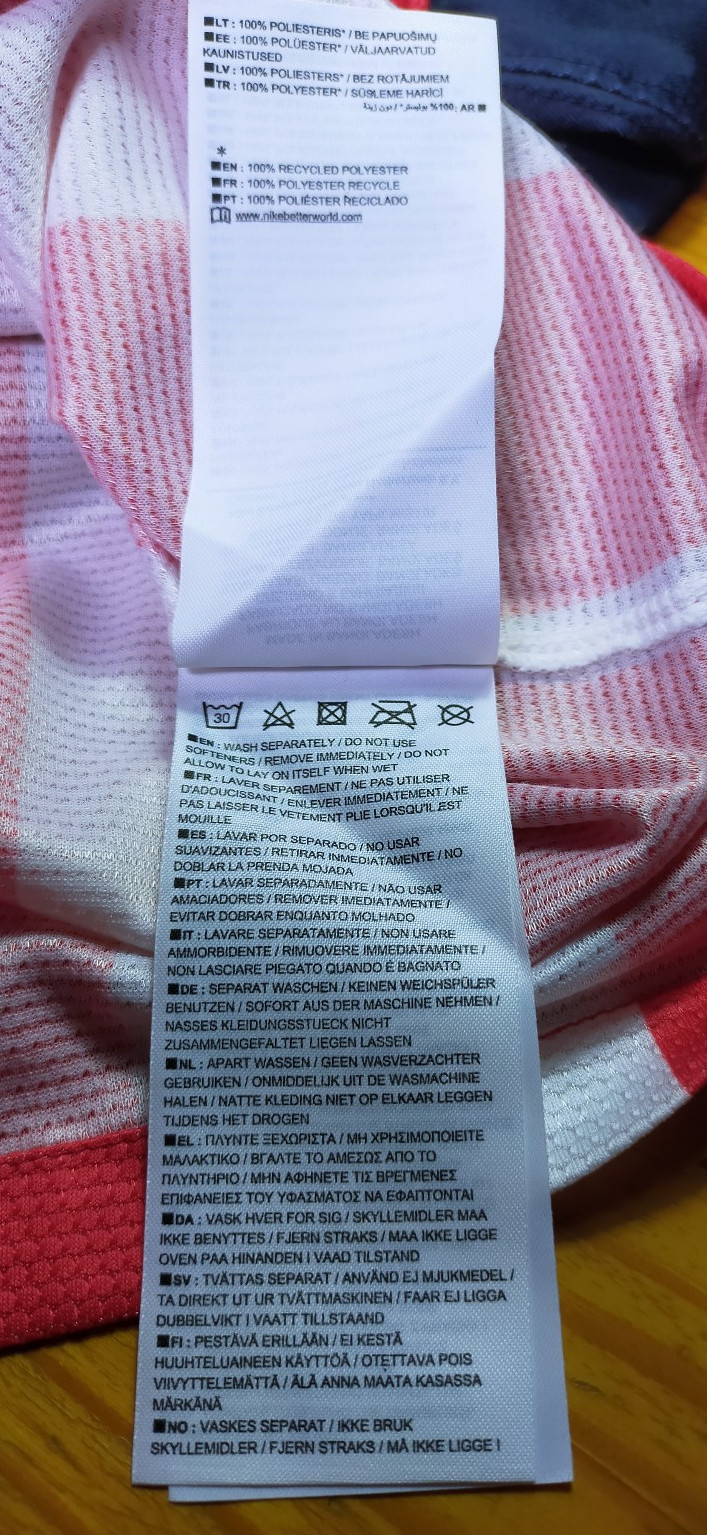 ■LT : 100% POLIESTERIS* / BE PAPUOŠIMŲ
■EE : 100% POLÜESTER* / VÄLJAARVATUD
KAUNISTUSED
■LV : 100% POLIESTERS* / BEZ ROTĀJUMIEM
■TR : 100% POLYESTER* / SÜSLEME HARİCİ
■ AR :100% بوليستر* / دون زينة
*
■EN : 100% RECYCLED POLYESTER
■FR : 100% POLYESTER RECYCLE
■PT : 100% POLIÉSTER RECICLADO
www.nikebetterworld.com
MADE IN BANGLADESH
30
■EN : WASH SEPARATELY / DO NOT USE
SOFTENERS / REMOVE IMMEDIATELY / DO NOT
ALLOW TO LAY ON ITSELF WHEN WET
■FR : LAVER SEPAREMENT / NE PAS UTILISER
D'ADOUCISSANT / ENLEVER IMMEDIATEMENT / NE
PAS LAISSER LE VETEMENT PLIE LORSQU'IL EST
MOUILLE
■ES : LAVAR POR SEPARADO / NO USAR
SUAVIZANTES / RETIRAR INMEDIATAMENTE / NO
DOBLAR LA PRENDA MOJADA
■PT : LAVAR SEPARADAMENTE / NÃO USAR
AMACIADORES / REMOVER IMEDIATAMENTE /
EVITAR DOBRAR ENQUANTO MOLHADO
■IT : LAVARE SEPARATAMENTE / NON USARE
AMMORBIDENTE / RIMUOVERE IMMEDIATAMENTE /
NON LASCIARE PIEGATO QUANDO È BAGNATO
■DE : SEPARAT WASCHEN / KEINEN WEICHSPÜLER
BENUTZEN / SOFORT AUS DER MASCHINE NEHMEN /
NASSES KLEIDUNGSSTUECK NICHT
ZUSAMMENGEFALTET LIEGEN LASSEN
■NL : APART WASSEN / GEEN WASVERZACHTER
GEBRUIKEN / ONMIDDELIJK UIT DE WASMACHINE
HALEN / NATTE KLEDING NIET OP ELKAAR LEGGEN
TIJDENS HET DROGEN
■EL : ΠΛΥΝΤΕ ΞΕΧΩΡΙΣΤΑ / ΜΗ ΧΡΗΣΙΜΟΠΟΙΕΙΤΕ
ΜΑΛΑΚΤΙΚΟ / ΒΓΑΛΤΕ ΤΟ ΑΜΕΣΩΣ ΑΠΟ ΤΟ
ΠΛΥΝΤΗΡΙΟ / ΜΗΝ ΑΦΗΝΕΤΕ ΤΙΣ ΒΡΕΓΜΕΝΕΣ
ΕΠΙΦΑΝΕΙΕΣ ΤΟΥ ΥΦΑΣΜΑΤΟΣ ΝΑ ΕΦΑΠΤΟΝΤΑΙ
■DA : VASK HVER FOR SIG / SKYLLEMIDLER MAA
IKKE BENYTTES / FJERN STRAKS / MAA IKKE LIGGE
OVEN PAA HINANDEN I VAAD TILSTAND
■SV : TVÄTTAS SEPARAT / ANVÄND EJ MJUKMEDEL /
TA DIREKT UT UR TVÄTTMASKINEN / FAAR EJ LIGGA
DUBBELVIKT I VAATT TILLSTAAND
■FI : PESTÄVÄ ERILLÄÄN / EI KESTÄ
HUUHTELUAINEEN KÄYTTÖÄ / OTETTAVA POIS
VIIVYTTELEMÄTTÄ / ÄLÄ ANNA MAATA KASASSA
MÄRKÄNÄ
■NO : VASKES SEPARAT / IKKE BRUK
SKYLLEMIDLER / FJERN STRAKS / MÅ IKKE LIGGE I